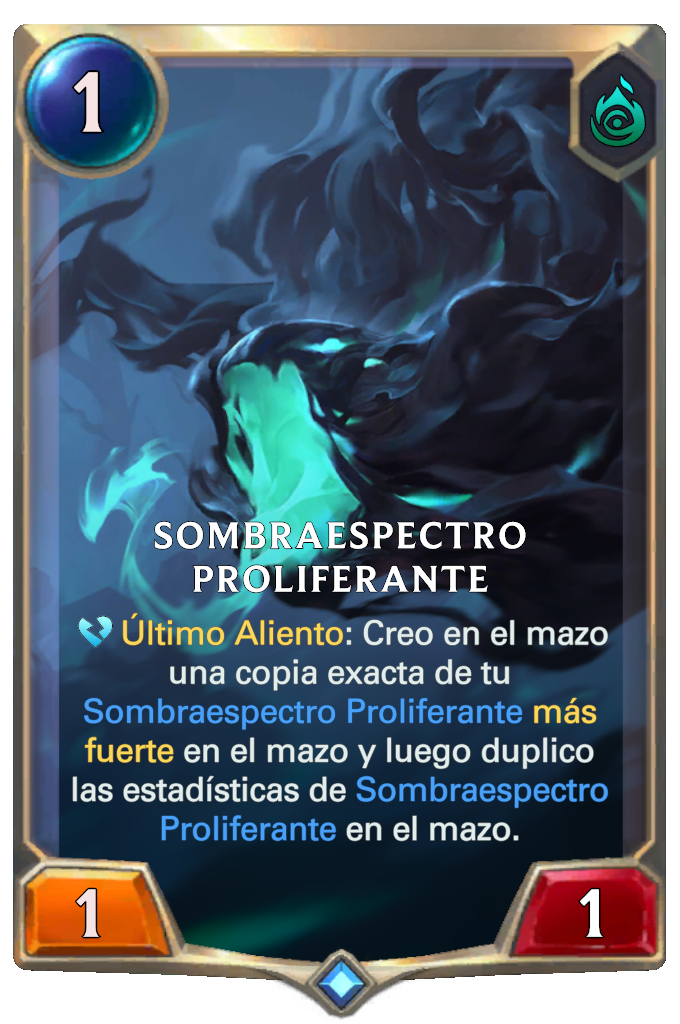 1
SOMBRAESPECTRO
PROLIFERANTE
Último Aliento: Creo en el mazo
una copia exacta de tu
Sombraespectro Proliferante más
fuerte en el mazo y luego duplico
las estadísticas de Sombraespectro
Proliferante en el mazo.
1
1